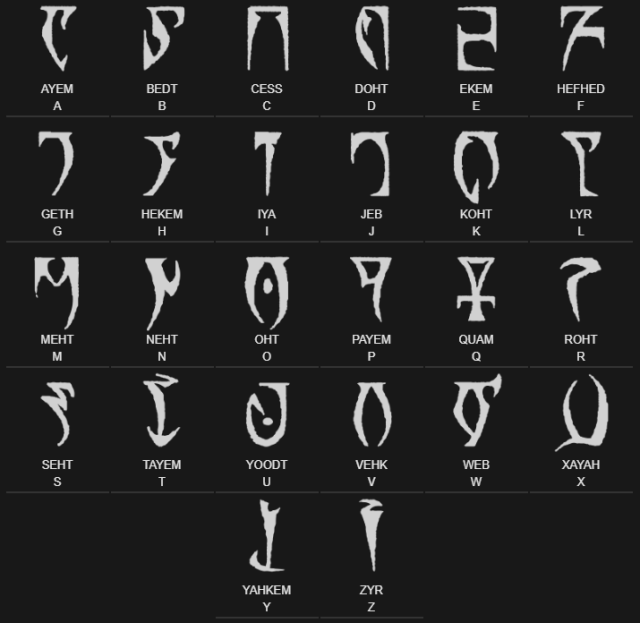 AYEM BEDT CESS DOHT EKEM HEFHED
A B C D E F
GETH HEKEM IYA JEB KOHT LYR
G H I J K L
MEHT NEHT OHT PAYEM QUAM ROHT
M N O P Q R
SEHT TAYEM YOODT VEHK WEB XAYAH
S T U V W X
YAHKEM ZYR
Y Z